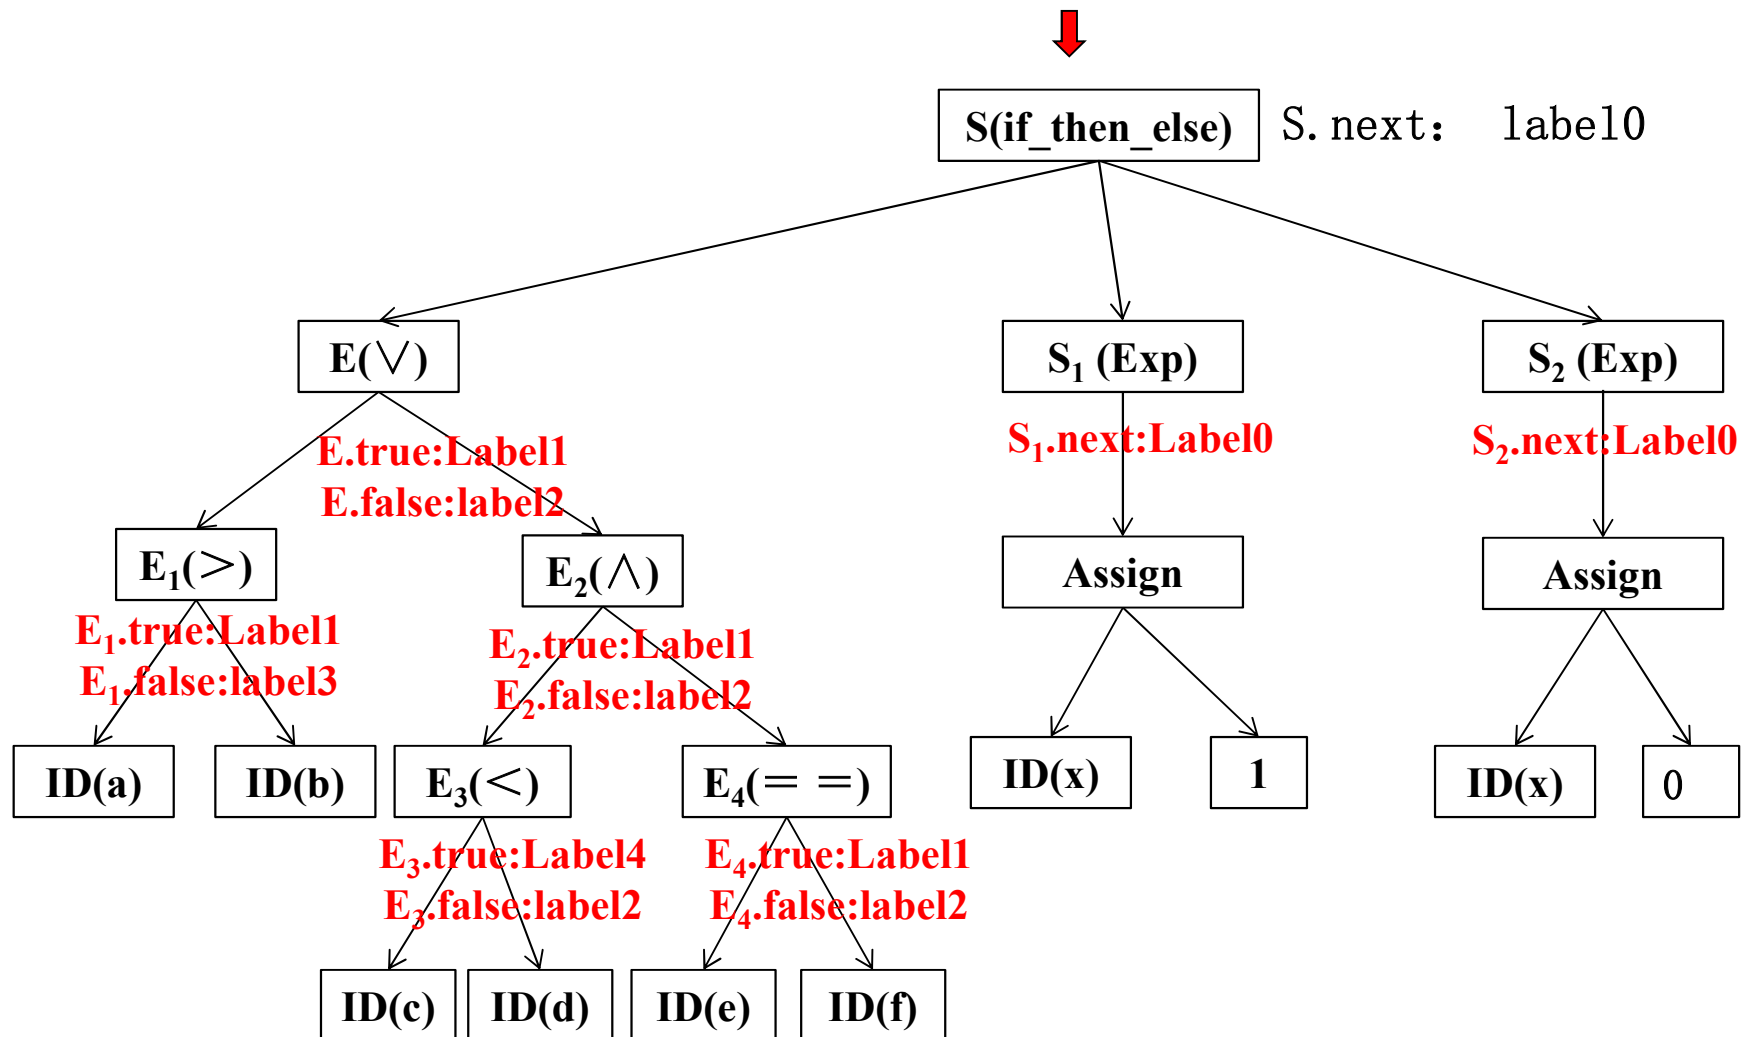 S(if_then_else) S.next： label0
E(∨) S1 (Exp) S2 (Exp)
E.true:Label1
E.false:label2
S1.next:Label0 S2.next:Label0
E1(＞) E2(∧) Assign Assign
E1.true:Label1
E1.false:label3
E2.true:Label1
E2.false:label2
ID(a) ID(b) E3(＜) E4(＝＝) ID(x) 1 ID(x) 0
E3.true:Label4
E3.false:label2
E4.true:Label1
E4.false:label2
ID(c) ID(d) ID(e) ID(f)